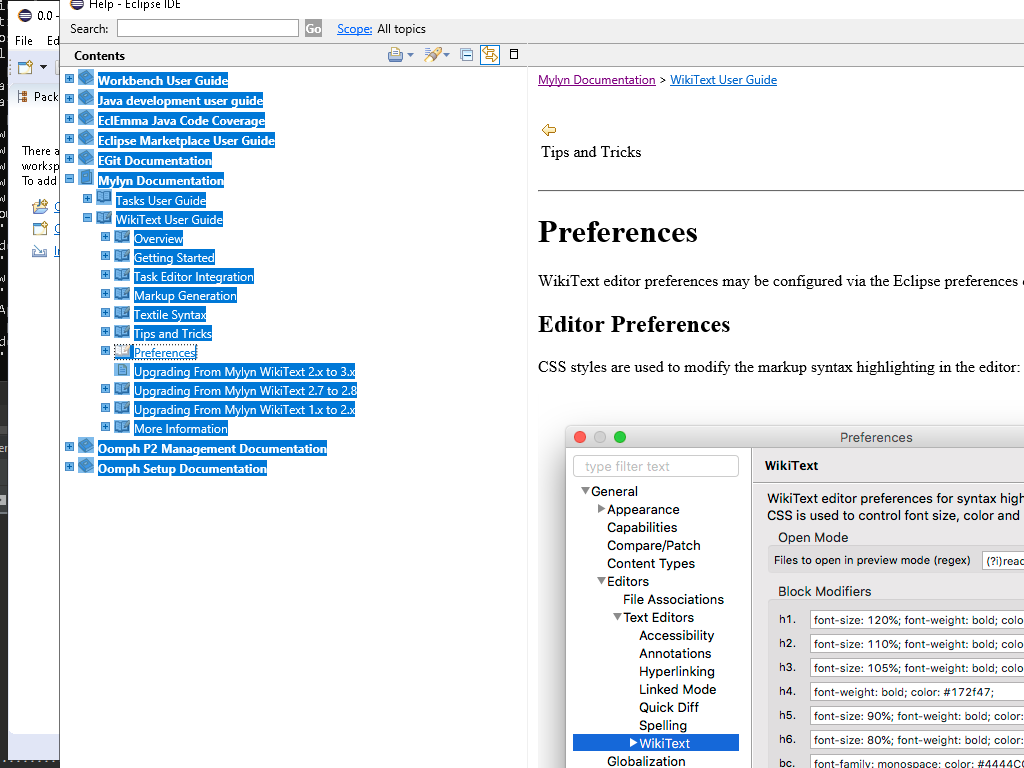 Help - Eclipse IDE
0.0 -
File Ed
Pack
There a
worksp
To add
Search:
Go
Scope: All topics
Contents
Workbench User Guide
Java development user guide
EclEmma Java Code Coverage
Eclipse Marketplace User Guide
EGit Documentation
Mylyn Documentation
Tasks User Guide
WikiText User Guide
Overview
Getting Started
Task Editor Integration
Markup Generation
Textile Syntax
Tips and Tricks
Preferences
Upgrading From Mylyn WikiText 2.x to 3.x
Upgrading From Mylyn WikiText 2.7 to 2.8
Upgrading From Mylyn WikiText 1.x to 2.x
More Information
Oomph P2 Management Documentation
Oomph Setup Documentation
Mylyn Documentation > WikiText User Guide
Tips and Tricks
Preferences
WikiText editor preferences may be configured via the Eclipse preferences
Editor Preferences
CSS styles are used to modify the markup syntax highlighting in the editor:
Preferences
type filter text
General
Appearance
Capabilities
Compare/Patch
Content Types
Editors
File Associations
Text Editors
Accessibility
Annotations
Hyperlinking
Linked Mode
Quick Diff
Spelling
WikiText
Globalization
WikiText
WikiText editor preferences for syntax high
CSS is used to control font size, color and
Open Mode
Files to open in preview mode (regex) (?i)read
Block Modifiers
h1. font-size: 120%; font-weight: bold; colo
h2. font-size: 110%; font-weight: bold; colo
h3. font-size: 105%; font-weight: bold; colo
h4. font-weight: bold; color: #172f47;
h5. font-size: 90%; font-weight: bold; color:
h6. font-size: 80%; font-weight: bold; color:
bc. font-family: monospace; color: #4444CC